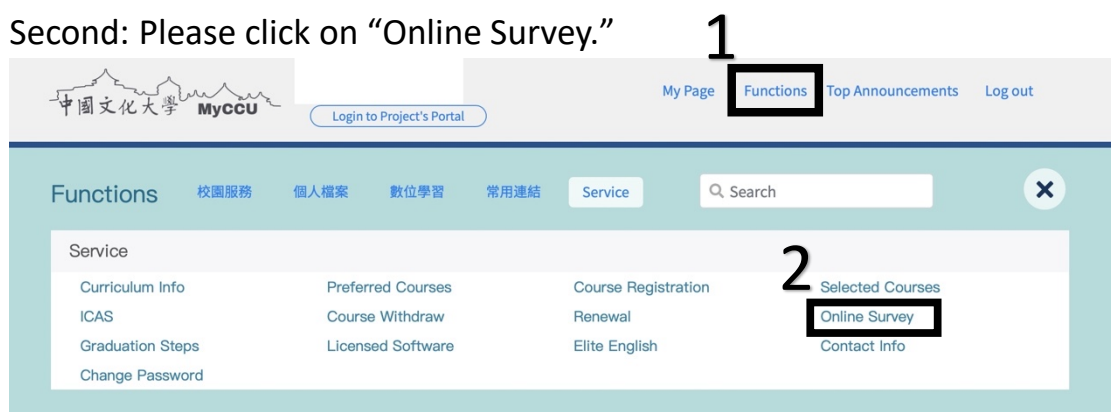 Second: Please click on “Online Survey.”
1
中國文化大學 MyCCU
Login to Project's Portal
My Page Functions Top Announcements Log out
Functions 校園服務 個人檔案 數位學習 常用連結 Service Search
Service
2
Curriculum Info Preferred Courses Course Registration Selected Courses
ICAS Course Withdraw Renewal Online Survey
Graduation Steps Licensed Software Elite English Contact Info
Change Password